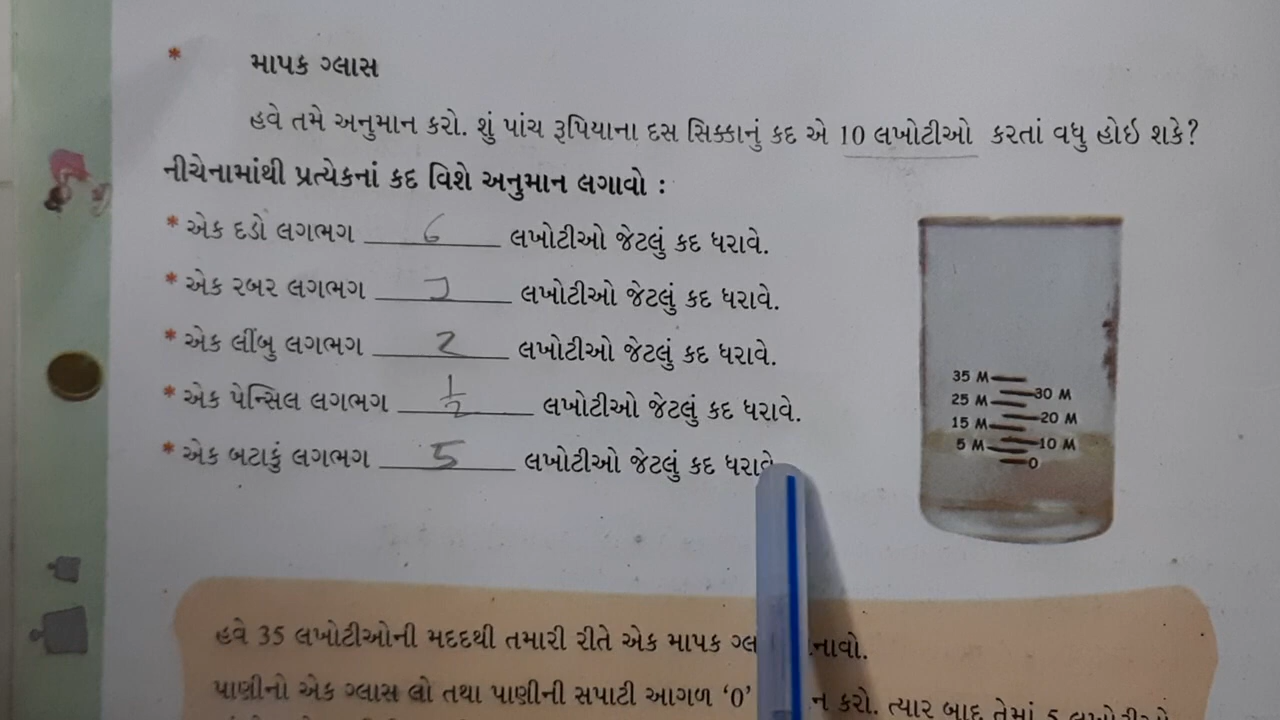 * માપક ગ્લાસ
હવે તમે અનુમાન કરો. શું પાંચ રૂપિયાના દસ સિક્કાનું કદ એ 10 લખોટીઓ કરતાં વધુ હોઇ શકે?
નીચેનામાંથી પ્રત્યેકનાં કદ વિશે અનુમાન લગાવો :
* એક દડો લગભગ 6 લખોટીઓ જેટલું કદ ધરાવે.
* એક રબર લગભગ લખોટીઓ જેટલું કદ ધરાવે.
* એક લીંબુ લગભગ 2 લખોટીઓ જેટલું કદ ધરાવે.
* એક પેન્સિલ લગભગ 1/2 લખોટીઓ જેટલું કદ ધરાવે.
* એક બટાકું લગભગ 5 લખોટીઓ જેટલું કદ ધરાવે
35 M
30 M
25 M
20 M
15 M
10 M
5 M
0
હવે 35 લખોટીઓની મદદથી તમારી રીતે એક માપક
પાણીનો એક ગ્લાસ લો તથા પાણીની સપાટી આગળ ‘0’ કરો. ત્યાર બાદ તેમાં 5 લખોટીઓ